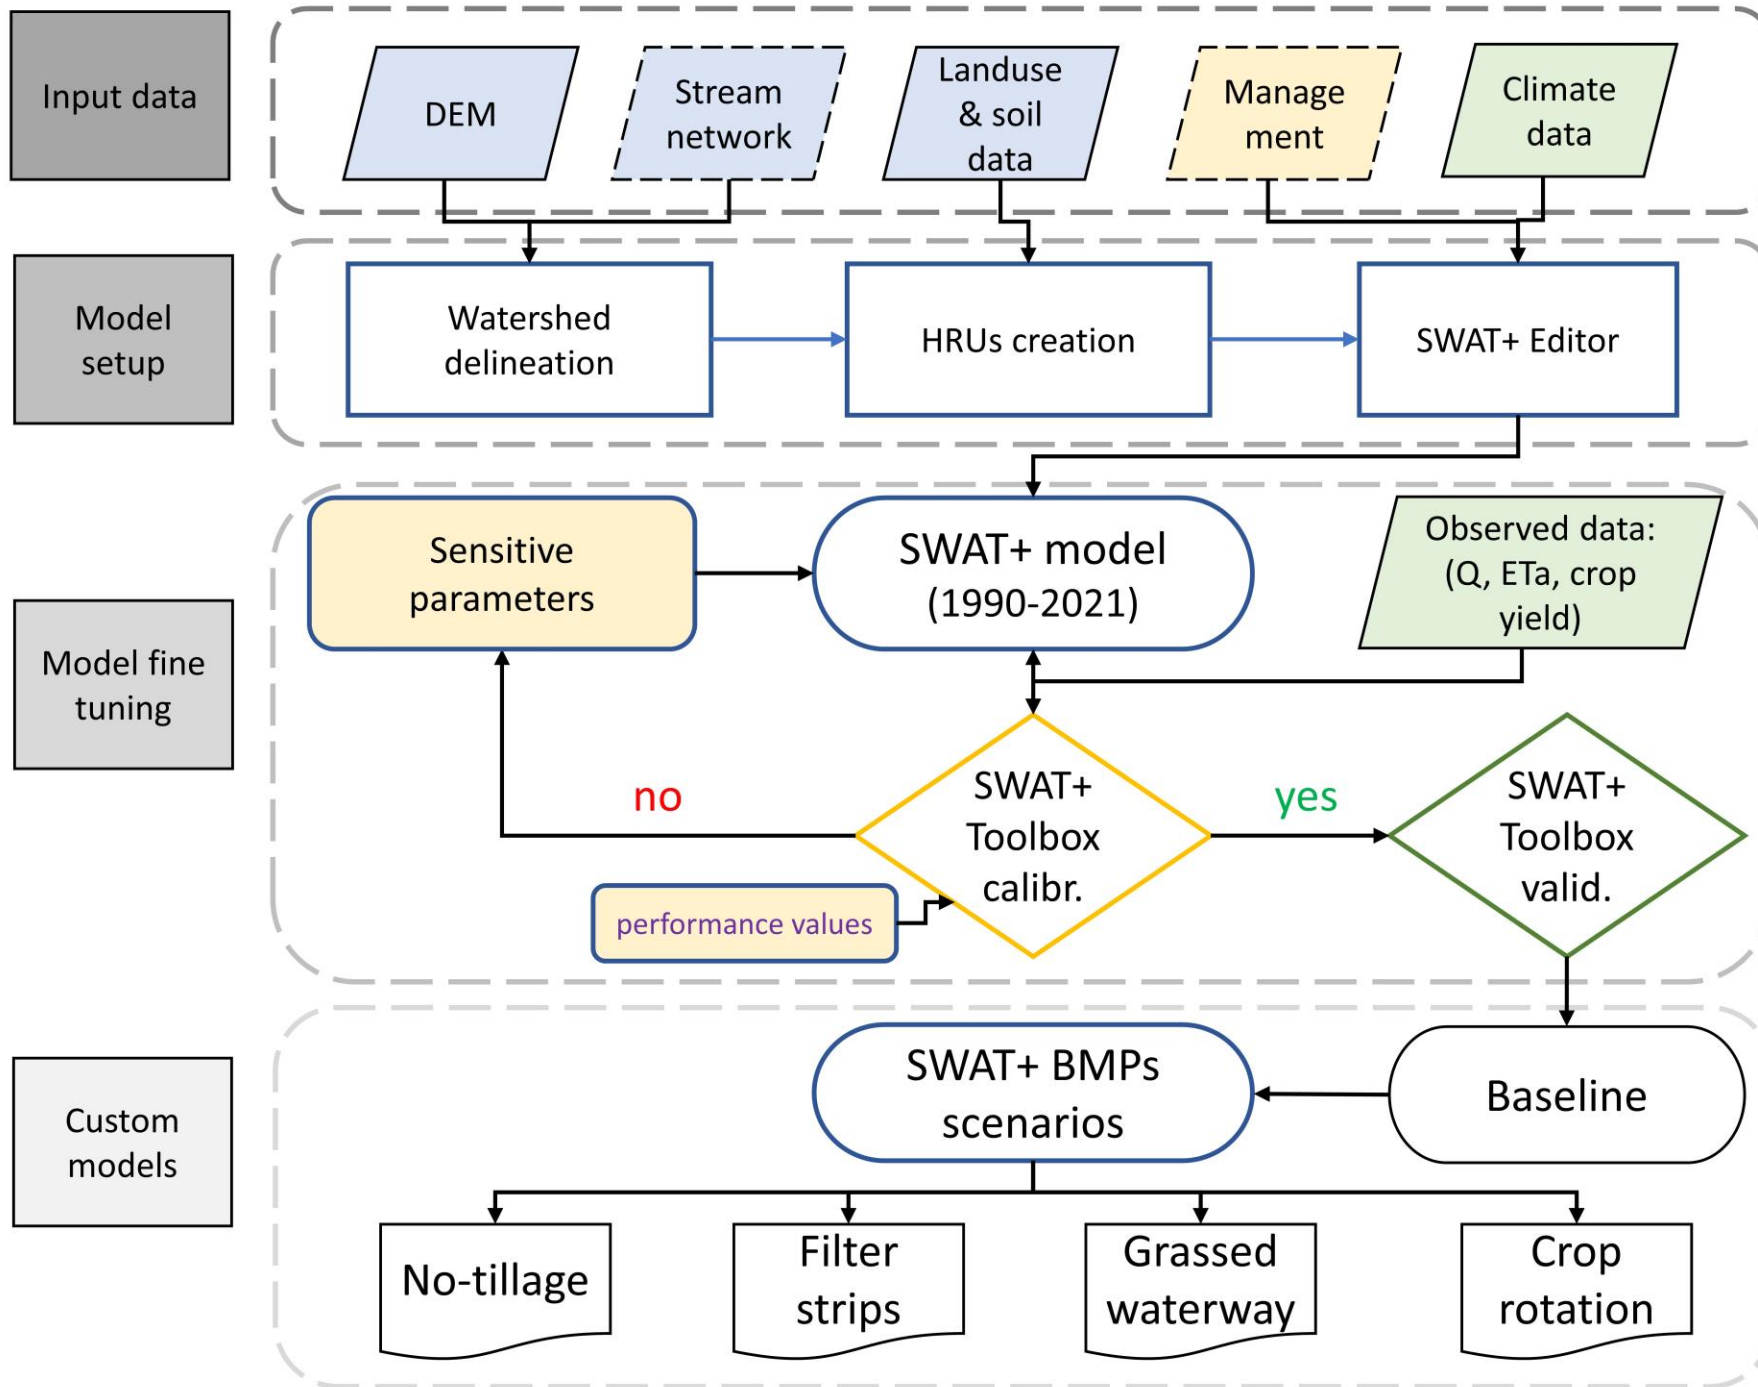 Input data
DEM
Stream
network
Landuse
& soil
data
Manage
ment
Climate
data
Model
setup
Watershed
delineation
HRUs creation
SWAT+ Editor
Model fine
tuning
Sensitive
parameters
SWAT+ model
(1990-2021)
Observed data:
(Q, ETa, crop
yield)
no
SWAT+
Toolbox
calibr.
yes
SWAT+
Toolbox
valid.
performance values
Custom
models
SWAT+ BMPs
scenarios
Baseline
No-tillage
Filter
strips
Grassed
waterway
Crop
rotation